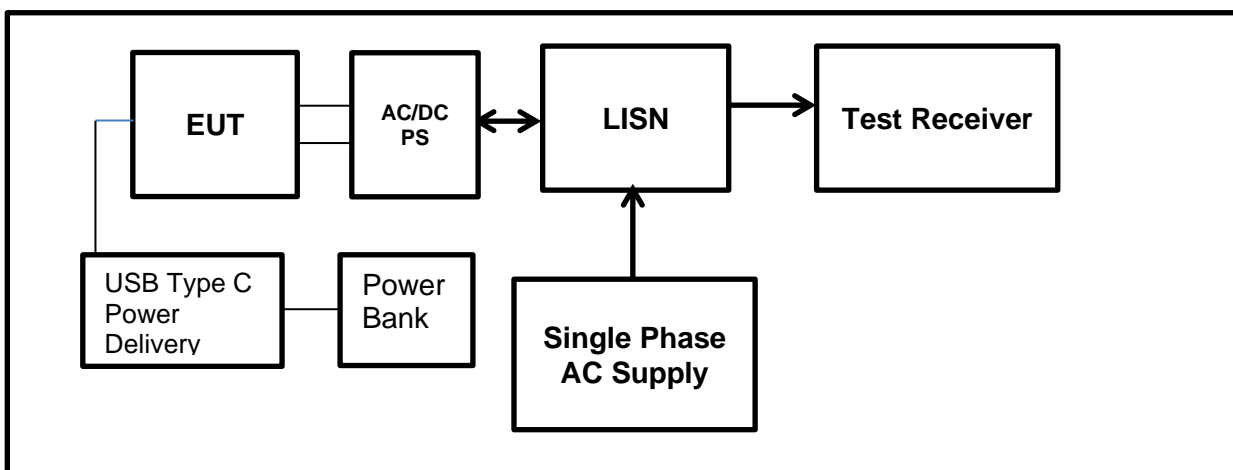 EUT
AC/DC
PS
LISN
Test Receiver
USB Type C
Power
Delivery
Power
Bank
Single Phase
AC Supply